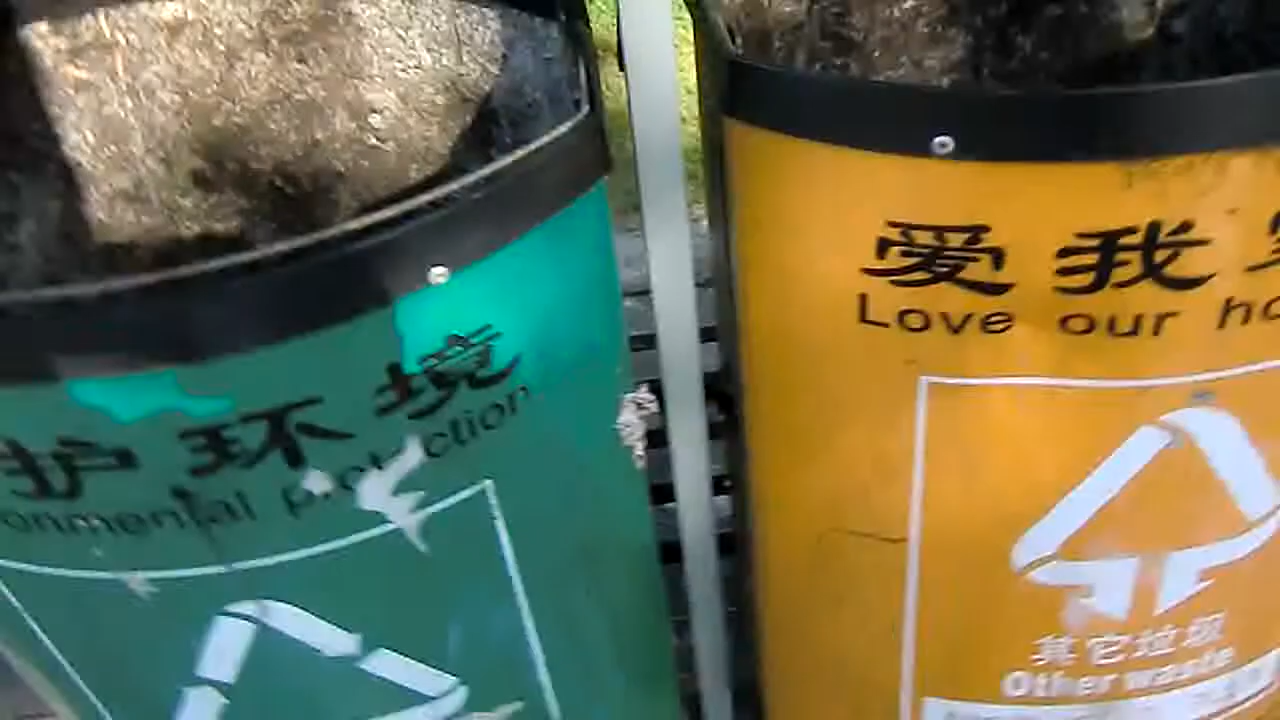 护环境
onmental protection
爱我
Love our ho
其它垃圾
Other waste